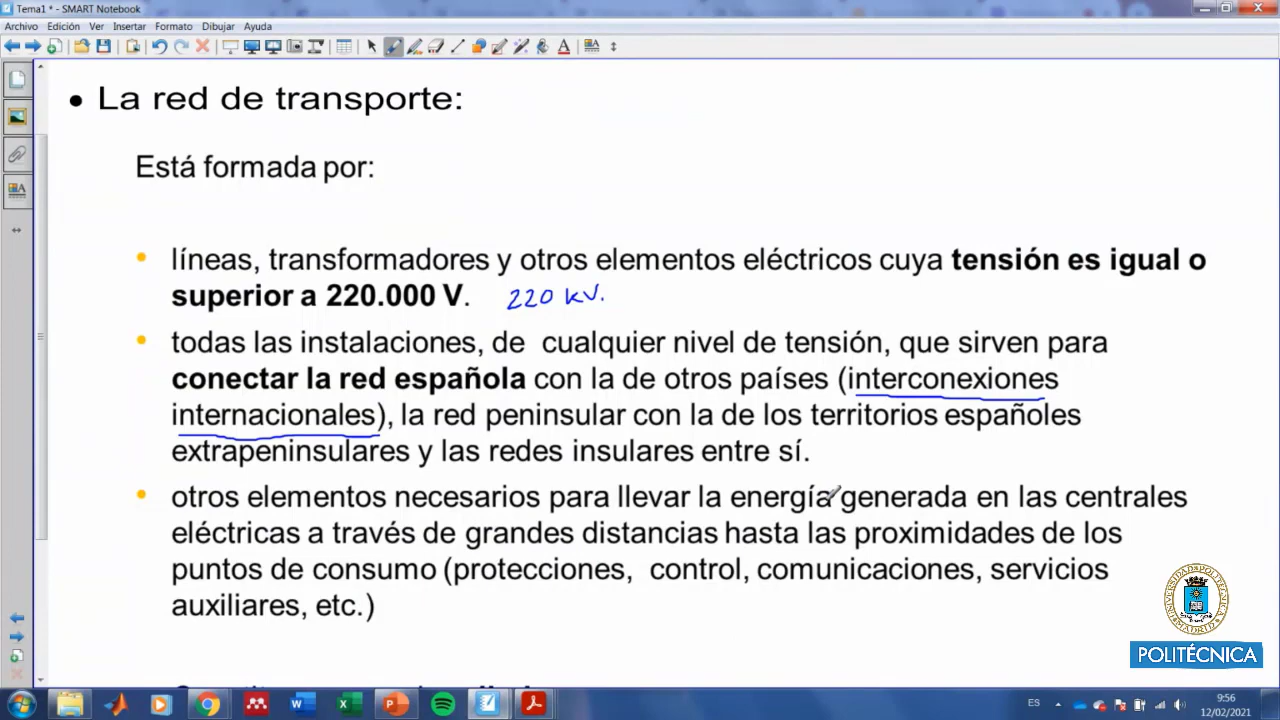 Tema1 * - SMART Notebook
Archivo Edición Ver Insertar Formato Dibujar Ayuda
• La red de transporte:
Está formada por:
• líneas, transformadores y otros elementos eléctricos cuya tensión es igual o
superior a 220.000 V. 220 kV.
• todas las instalaciones, de cualquier nivel de tensión, que sirven para
conectar la red española con la de otros países (interconexiones
internacionales), la red peninsular con la de los territorios españoles
extrapeninsulares y las redes insulares entre sí.
• otros elementos necesarios para llevar la energía generada en las centrales
eléctricas a través de grandes distancias hasta las proximidades de los
puntos de consumo (protecciones, control, comunicaciones, servicios
auxiliares, etc.)
POLITÉCNICA
ES
9:56
12/02/2021